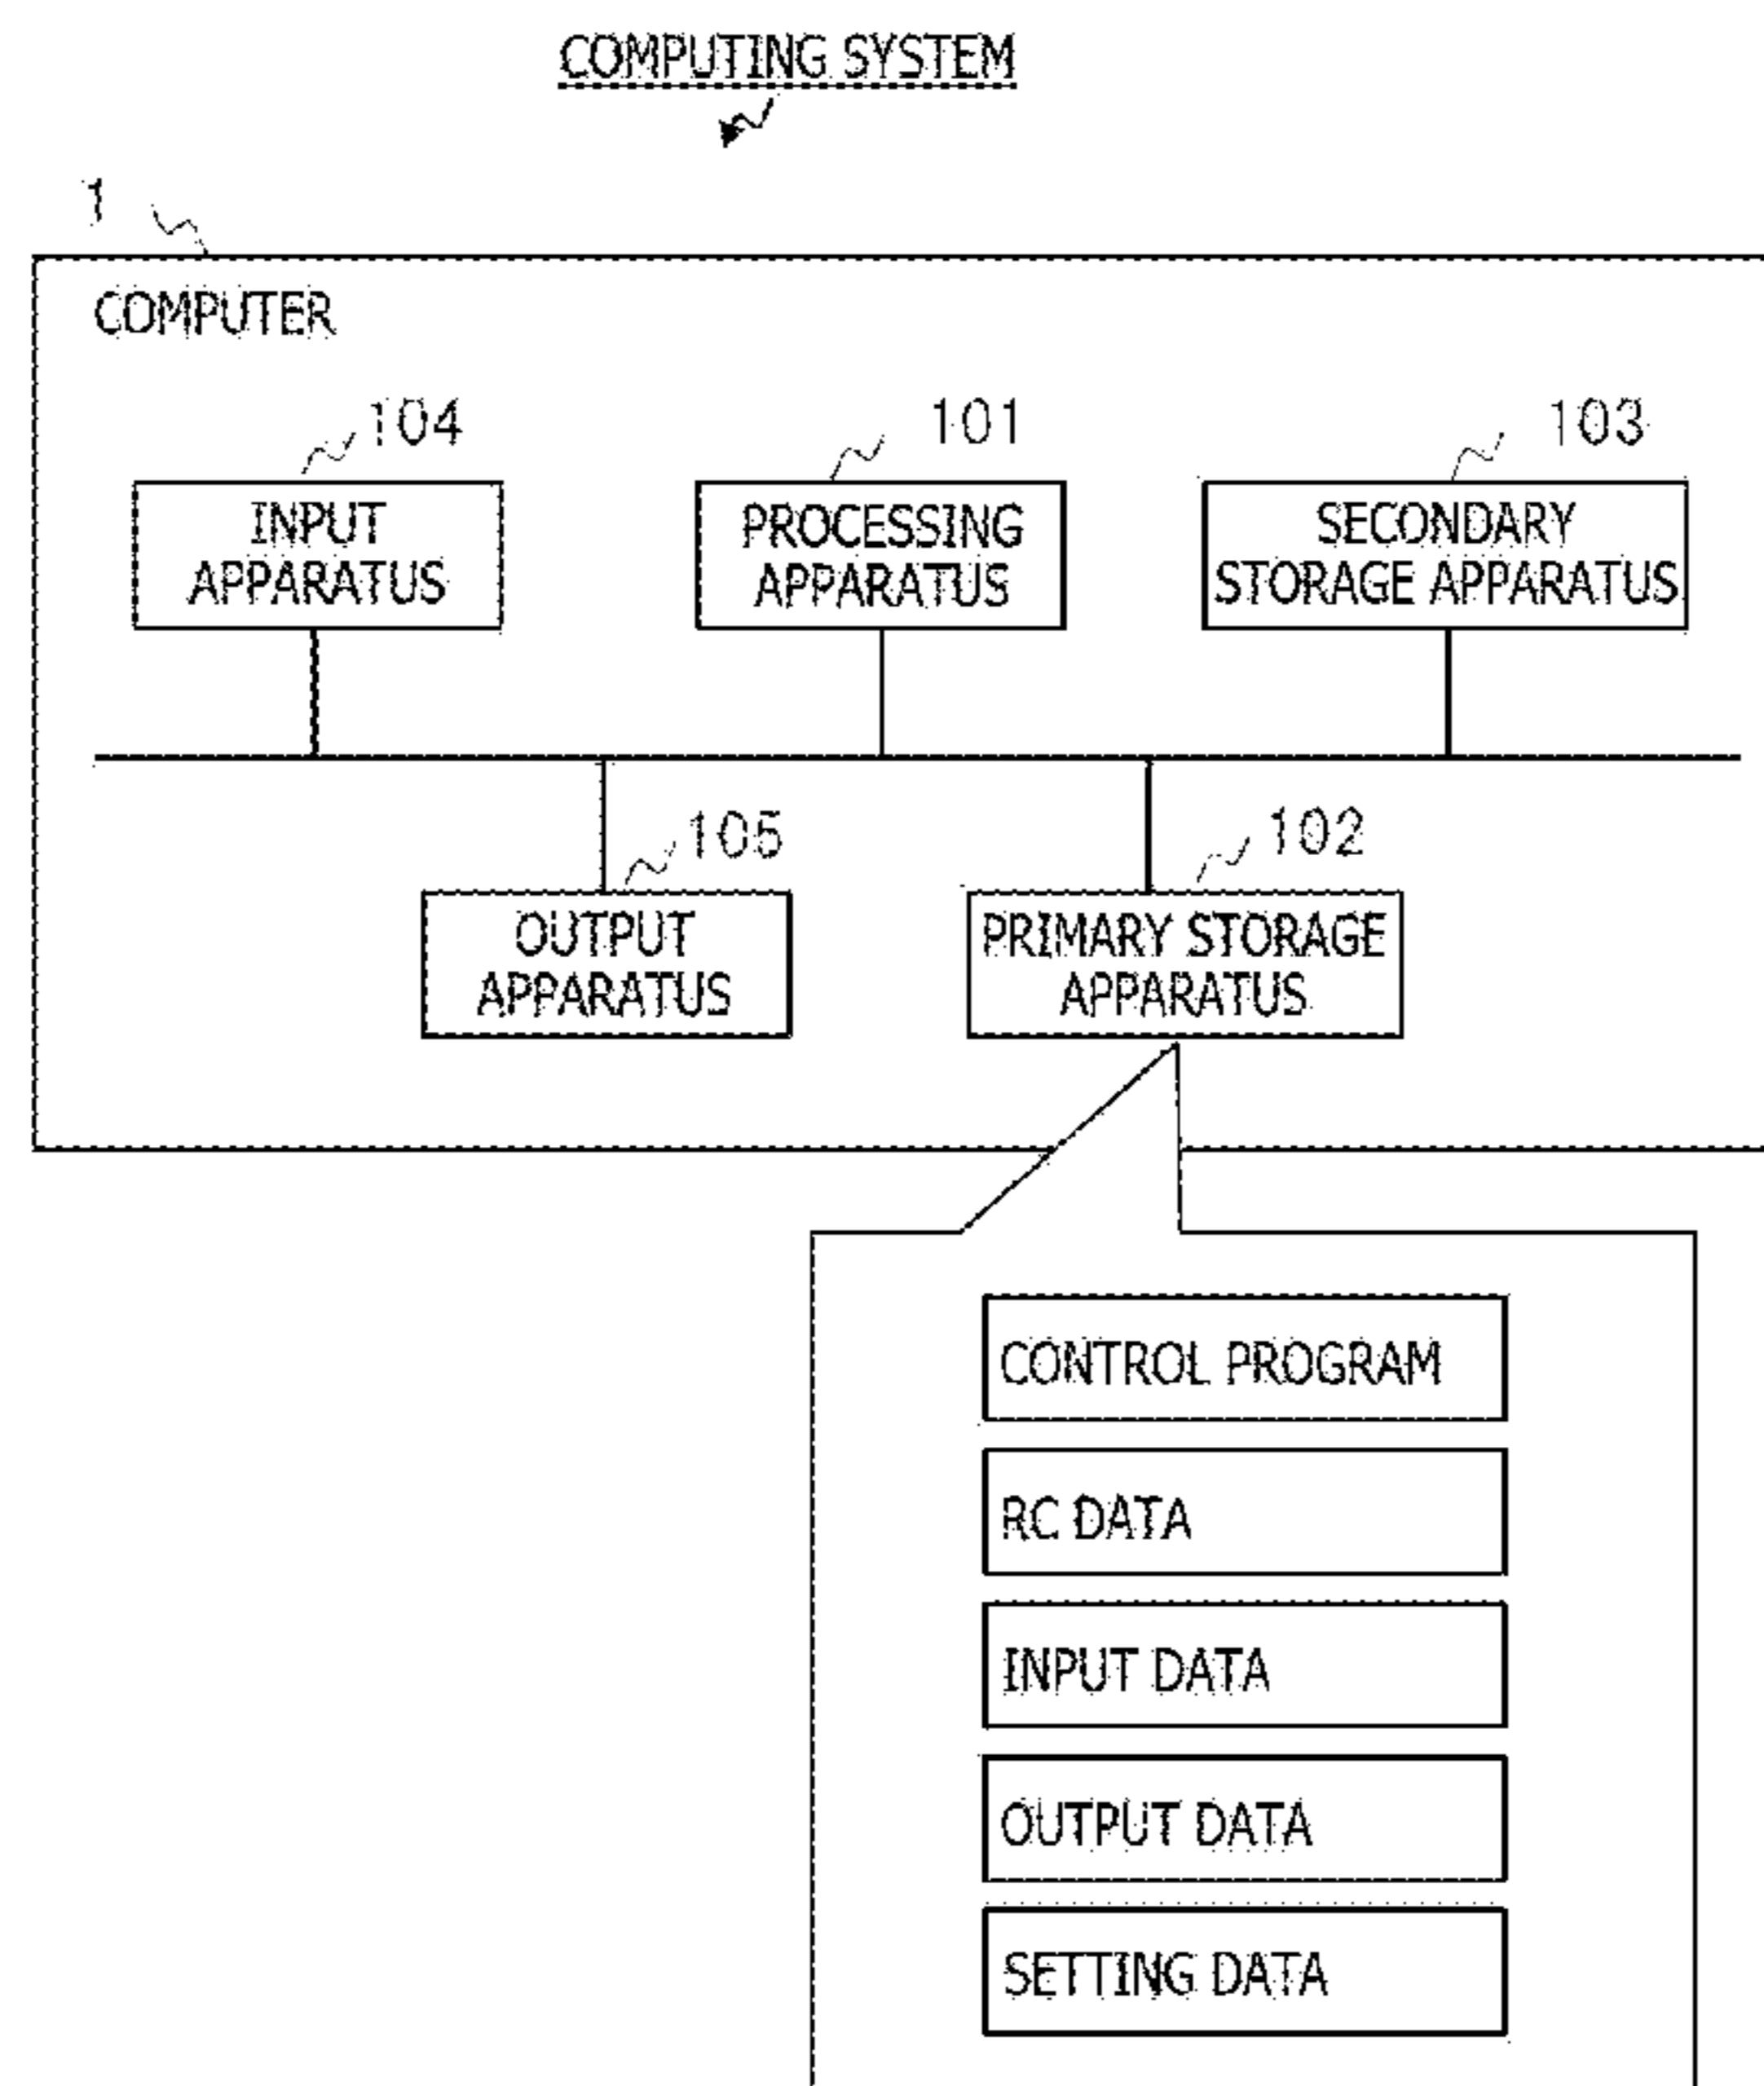 COMPUTING SYSTEM
1
COMPUTER
104
101
103
INPUT
APPARATUS
PROCESSING
APPARATUS
SECONDARY
STORAGE APPARATUS
105
102
OUTPUT
APPARATUS
PRIMARY STORAGE
APPARATUS
CONTROL PROGRAM
RC DATA
INPUT DATA
OUTPUT DATA
SETTING DATA